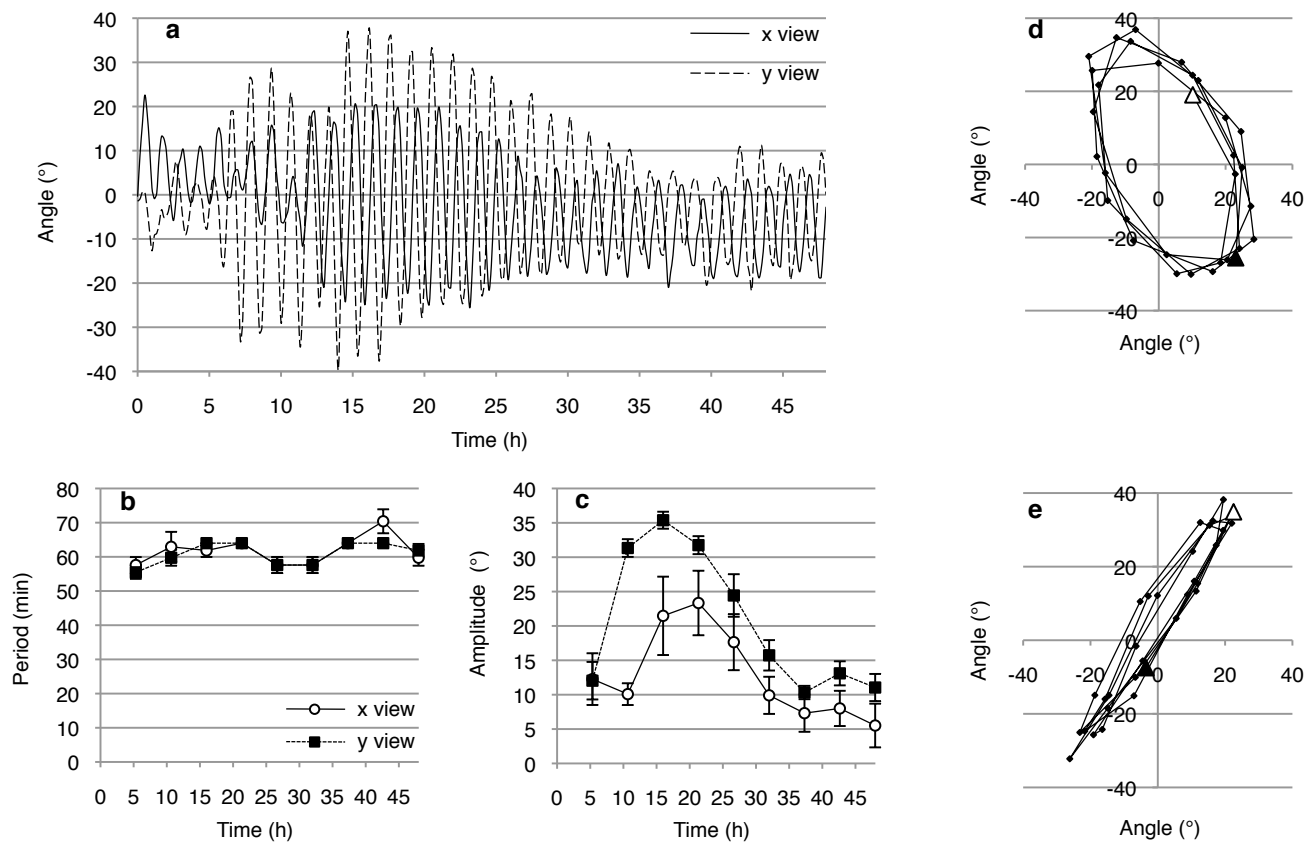 a
x view
y view
40
30
20
10
0
-10
-20
-30
-40
Angle (°)
0 5 10 15 20 25 30 35 40 45
Time (h)
d
40
20
0
-20
-40
-40 -20 0 20 40
Angle (°)
Angle (°)
b
80
70
60
50
40
30
20
10
0
Period (min)
x view
y view
0 5 10 15 20 25 30 35 40 45
Time (h)
c
40
35
30
25
20
15
10
5
0
Amplitude (°)
0 5 10 15 20 25 30 35 40 45
Time (h)
e
40
20
0
-20
-40
-40 -20 0 20 40
Angle (°)
Angle (°)